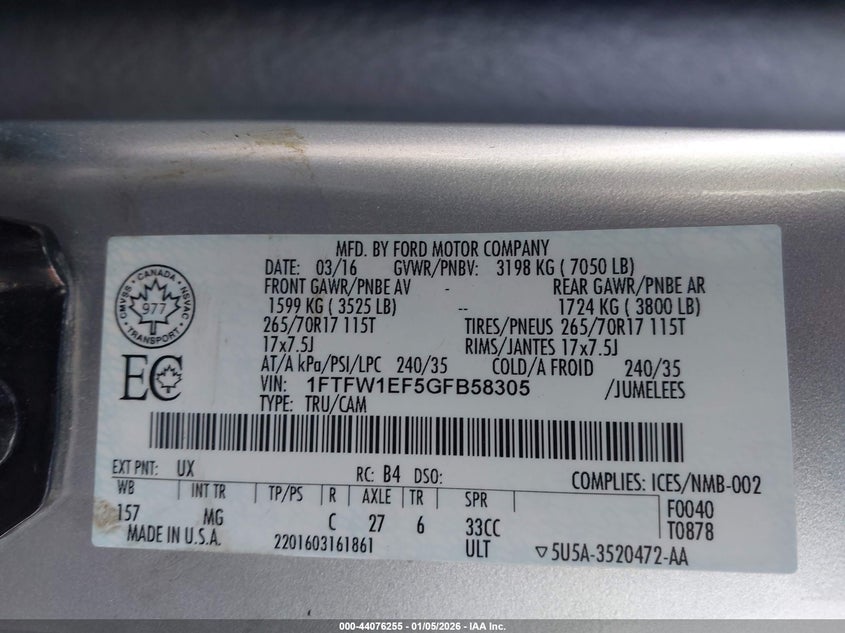 MFD. BY FORD MOTOR COMPANY
DATE: 03/16 GVWR/PNBV: 3198 KG ( 7050 LB)
FRONT GAWR/PNBE AV - REAR GAWR/PNBE AR
1599 KG ( 3525 LB) -- 1724 KG ( 3800 LB)
265/70R17 115T TIRES/PNEUS 265/70R17 115T
17x7.5J RIMS/JANTES 17x7.5J
AT/A kPa/PSI/LPC 240/35 COLD/A FROID 240/35
VIN: 1FTFW1EF5GFB58305 /JUMELEES
TYPE: TRU/CAM
CANADA
CMVSS NSVAC
977
TRANSPORT
EC
EXT PNT: UX RC: B4 DSO: COMPLIES: ICES/NMB-002
WB INT TR TP/PS R AXLE TR SPR F0040
157 MG C 27 6 33CC T0878
MADE IN U.S.A. 2201603161861 ULT ▽5U5A-3520472-AA
000-44076255 - 01/05/2026 - IAA Inc.